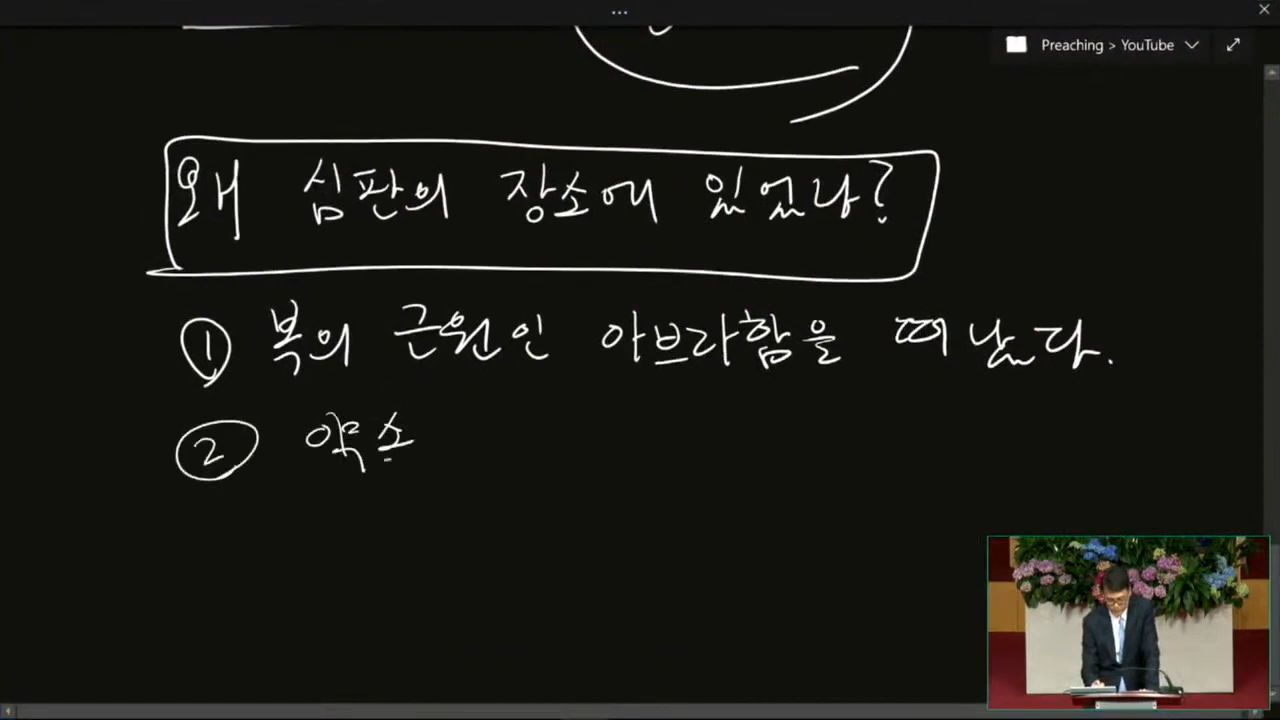 Preaching > YouTube
왜 심판의 장소에 있었나?
① 복의 근원인 아브라함을 떠났다.
② 약소